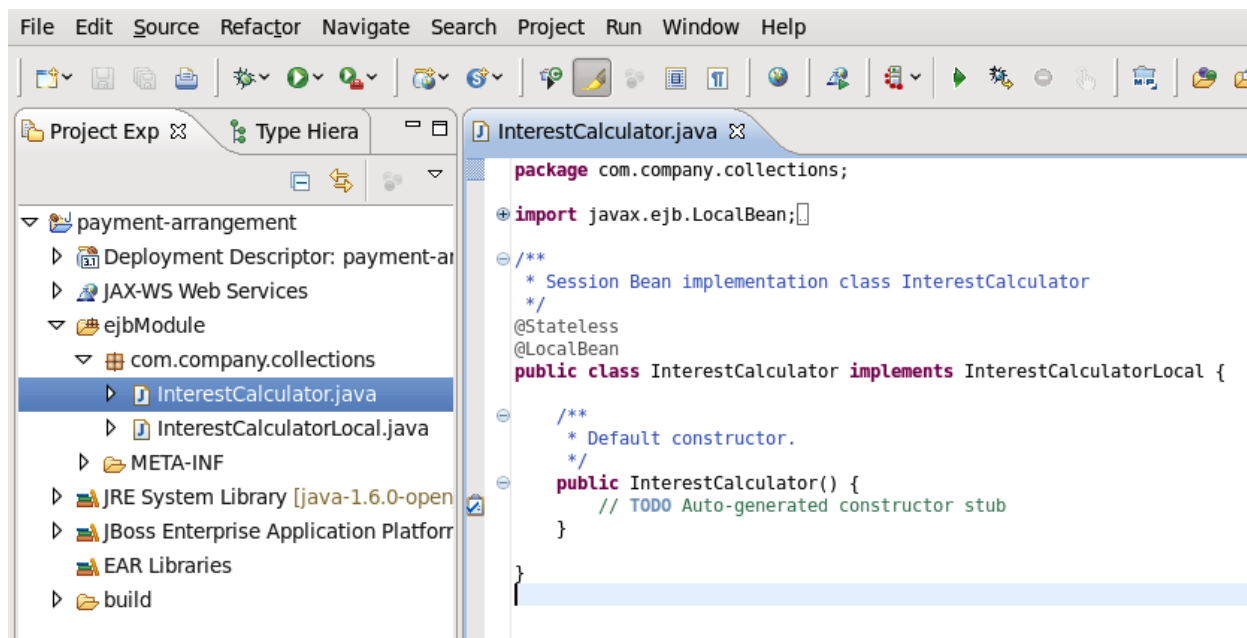 File Edit Source Refactor Navigate Search Project Run Window Help
Project Exp
Type Hiera
InterestCalculator.java
payment-arrangement
Deployment Descriptor: payment-ar
JAX-WS Web Services
ejbModule
com.company.collections
InterestCalculator.java
InterestCalculatorLocal.java
META-INF
JRE System Library [java-1.6.0-open
JBoss Enterprise Application Platforr
EAR Libraries
build
package com.company.collections;
import javax.ejb.LocalBean;
/**
* Session Bean implementation class InterestCalculator
*/
@Stateless
@LocalBean
public class InterestCalculator implements InterestCalculatorLocal {
/**
* Default constructor.
*/
public InterestCalculator() {
// TODO Auto-generated constructor stub
}
}